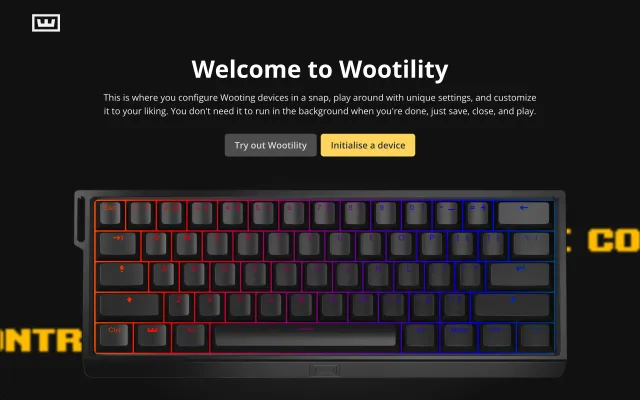 Welcome to Wootility
This is where you configure Wooting devices in a snap, play around with unique settings, and customize
it to your liking. You don't need it to run in the background when you're done, just save, close, and play.
Try out Wootility Initialise a device
CO
ONTR
Ctrl